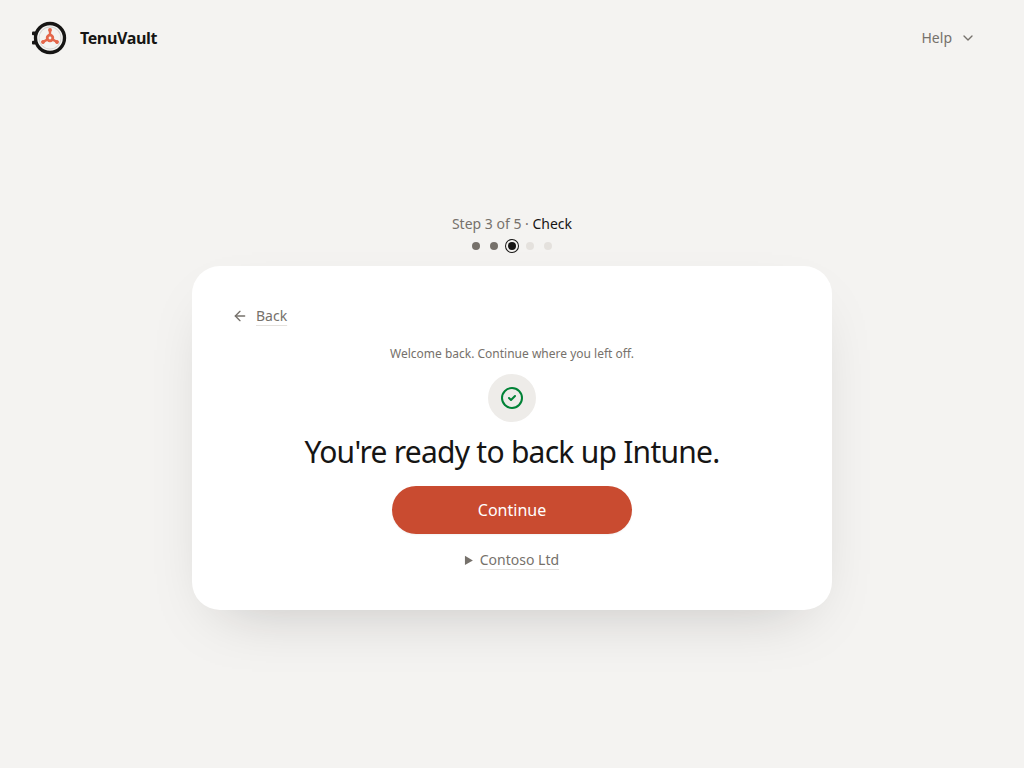 TenuVault
Help
Step 3 of 5 · Check
Back
Welcome back. Continue where you left off.
You're ready to back up Intune.
Continue
Contoso Ltd